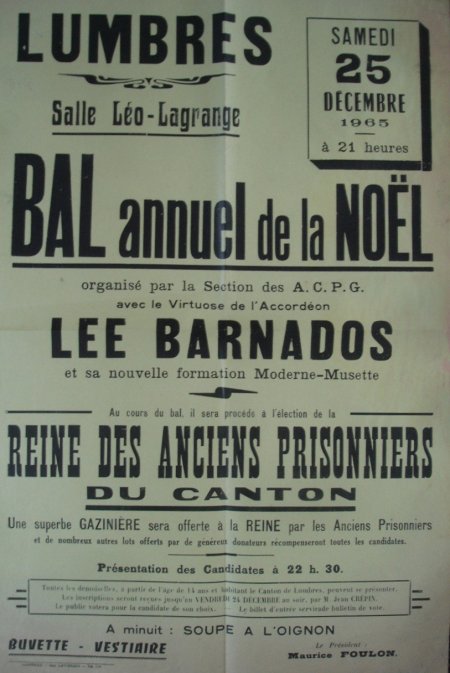 LUMBRES
Salle Léo-Lagrange
SAMEDI
25
DÉCEMBRE
1965
à 21 heures
BAL annuel de la NOËL
organisé par la Section des A.C.P.G.
avec le Virtuose de l'Accordéon
LEE BARNADOS
et sa nouvelle formation Moderne-Musette
Au cours du bal, il sera procédé à l'élection de la
REINE DES ANCIENS PRISONNIERS
DU CANTON
Une superbe GAZINIÈRE sera offerte à la REINE par les Anciens Prisonniers
et de nombreux autres lots offerts par de généreux donateurs récompenseront toutes les candidates.
Présentation des Candidates à 22 h. 30.
Toutes les demoiselles, à partir de l'âge de 14 ans et habitant le Canton de Lumbres, peuvent se présenter.
Les inscriptions seront reçues jusqu'au VENDREDI 24 DÉCEMBRE au soir, par M. Jean CRÉPIN.
Le public votera pour la candidate de son choix. Le billet d'entrée servira de bulletin de vote.
A minuit : SOUPE A L'OIGNON
BUVETTE - VESTIAIRE
Le Président :
Maurice FOULON.